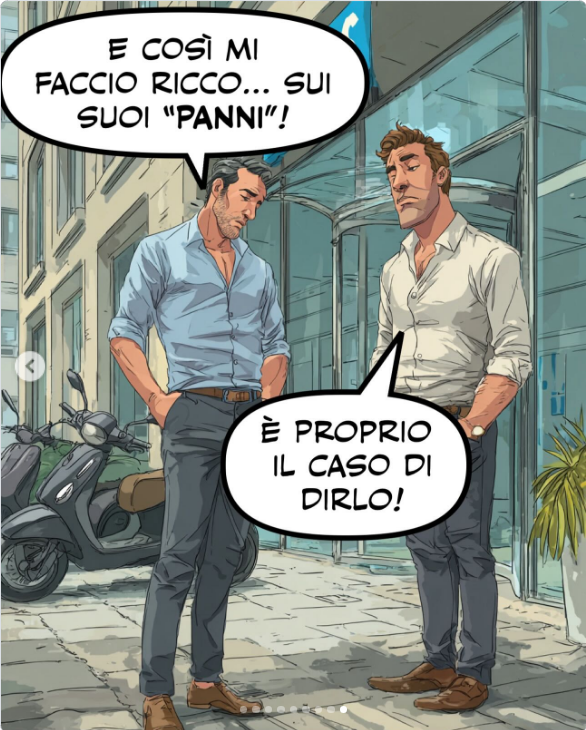 E COSÌ MI
FACCIO RICCO... SUI
SUOI "PANNI"!
È PROPRIO
IL CASO DI
DIRLO!